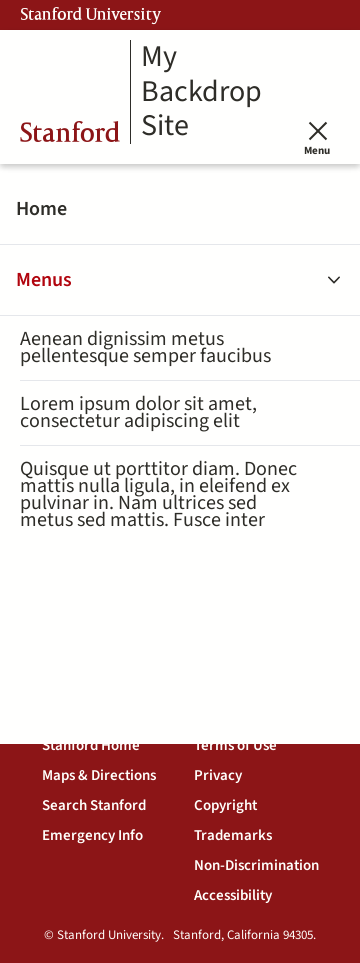 Stanford University
Stanford
My
Backdrop
Site
Menu
Home
Menus
Aenean dignissim metus
pellentesque semper faucibus
Lorem ipsum dolor sit amet,
consectetur adipiscing elit
Quisque ut porttitor diam. Donec
mattis nulla ligula, in eleifend ex
pulvinar in. Nam ultrices sed
metus sed mattis. Fusce inter
Stanford Home
Maps & Directions
Search Stanford
Emergency Info
Terms of Use
Privacy
Copyright
Trademarks
Non-Discrimination
Accessibility
© Stanford University. Stanford, California 94305.